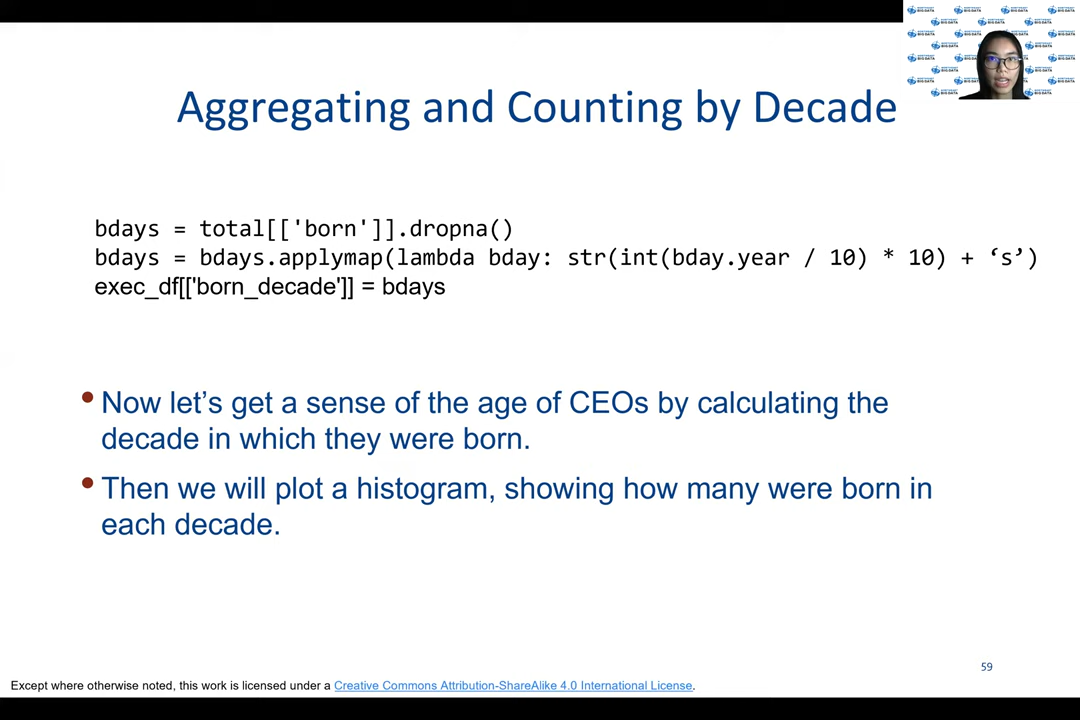 Aggregating and Counting by Decade
bdays = total[['born']].dropna()
bdays = bdays.applymap(lambda bday: str(int(bday.year / 10) * 10) + ‘s’)
exec_df[['born_decade']] = bdays
• Now let’s get a sense of the age of CEOs by calculating the
decade in which they were born.
• Then we will plot a histogram, showing how many were born in
each decade.
59
Except where otherwise noted, this work is licensed under a Creative Commons Attribution-ShareAlike 4.0 International License.